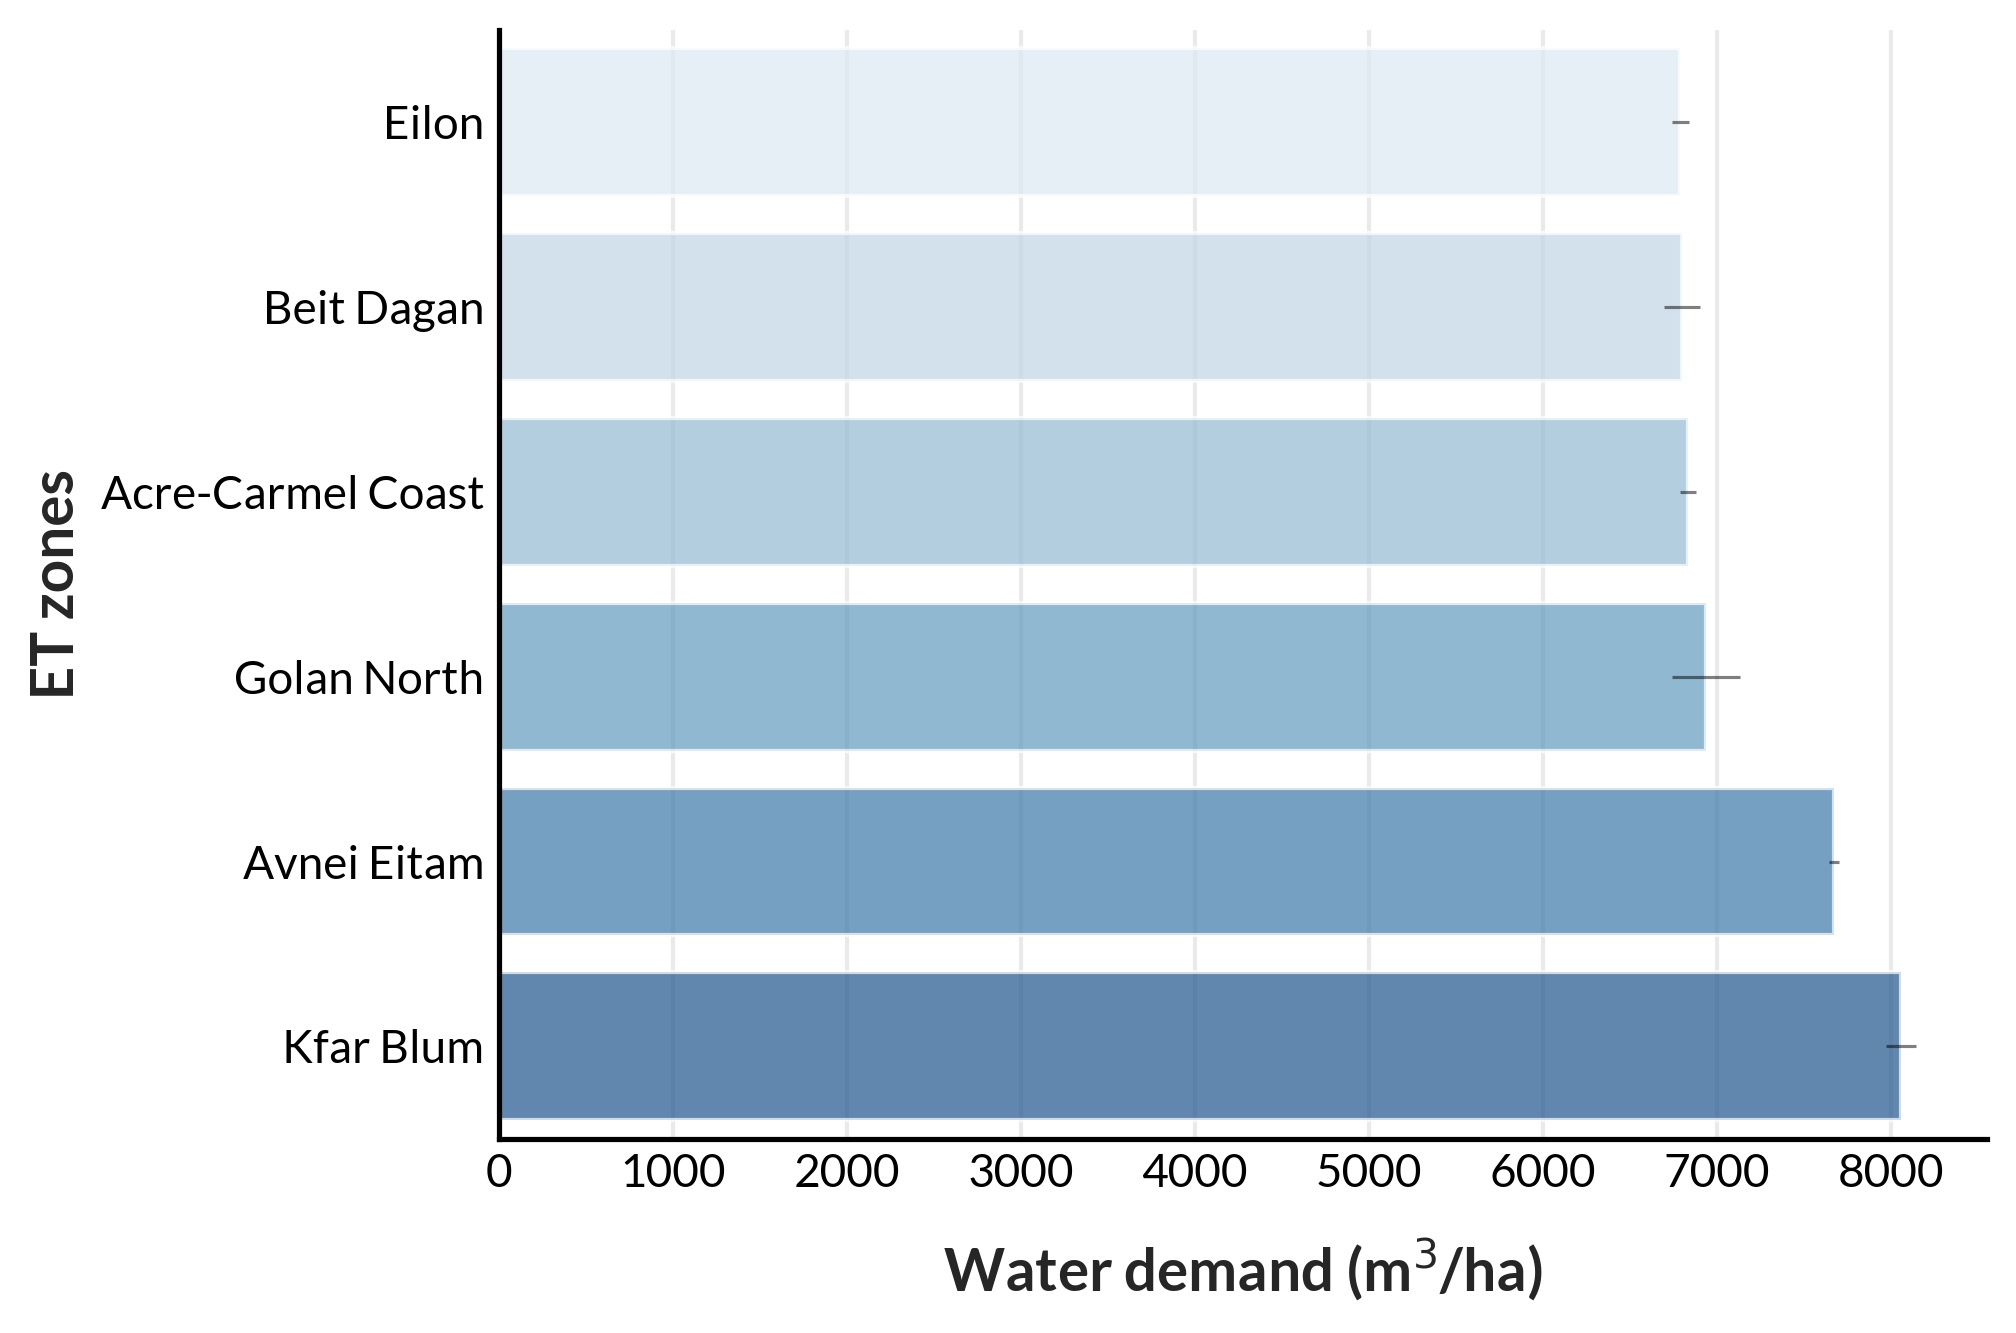 Eilon
Beit Dagan
Acre-Carmel Coast
Golan North
Avnei Eitam
Kfar Blum
ET zones
0 1000 2000 3000 4000 5000 6000 7000 8000
Water demand (m³/ha)